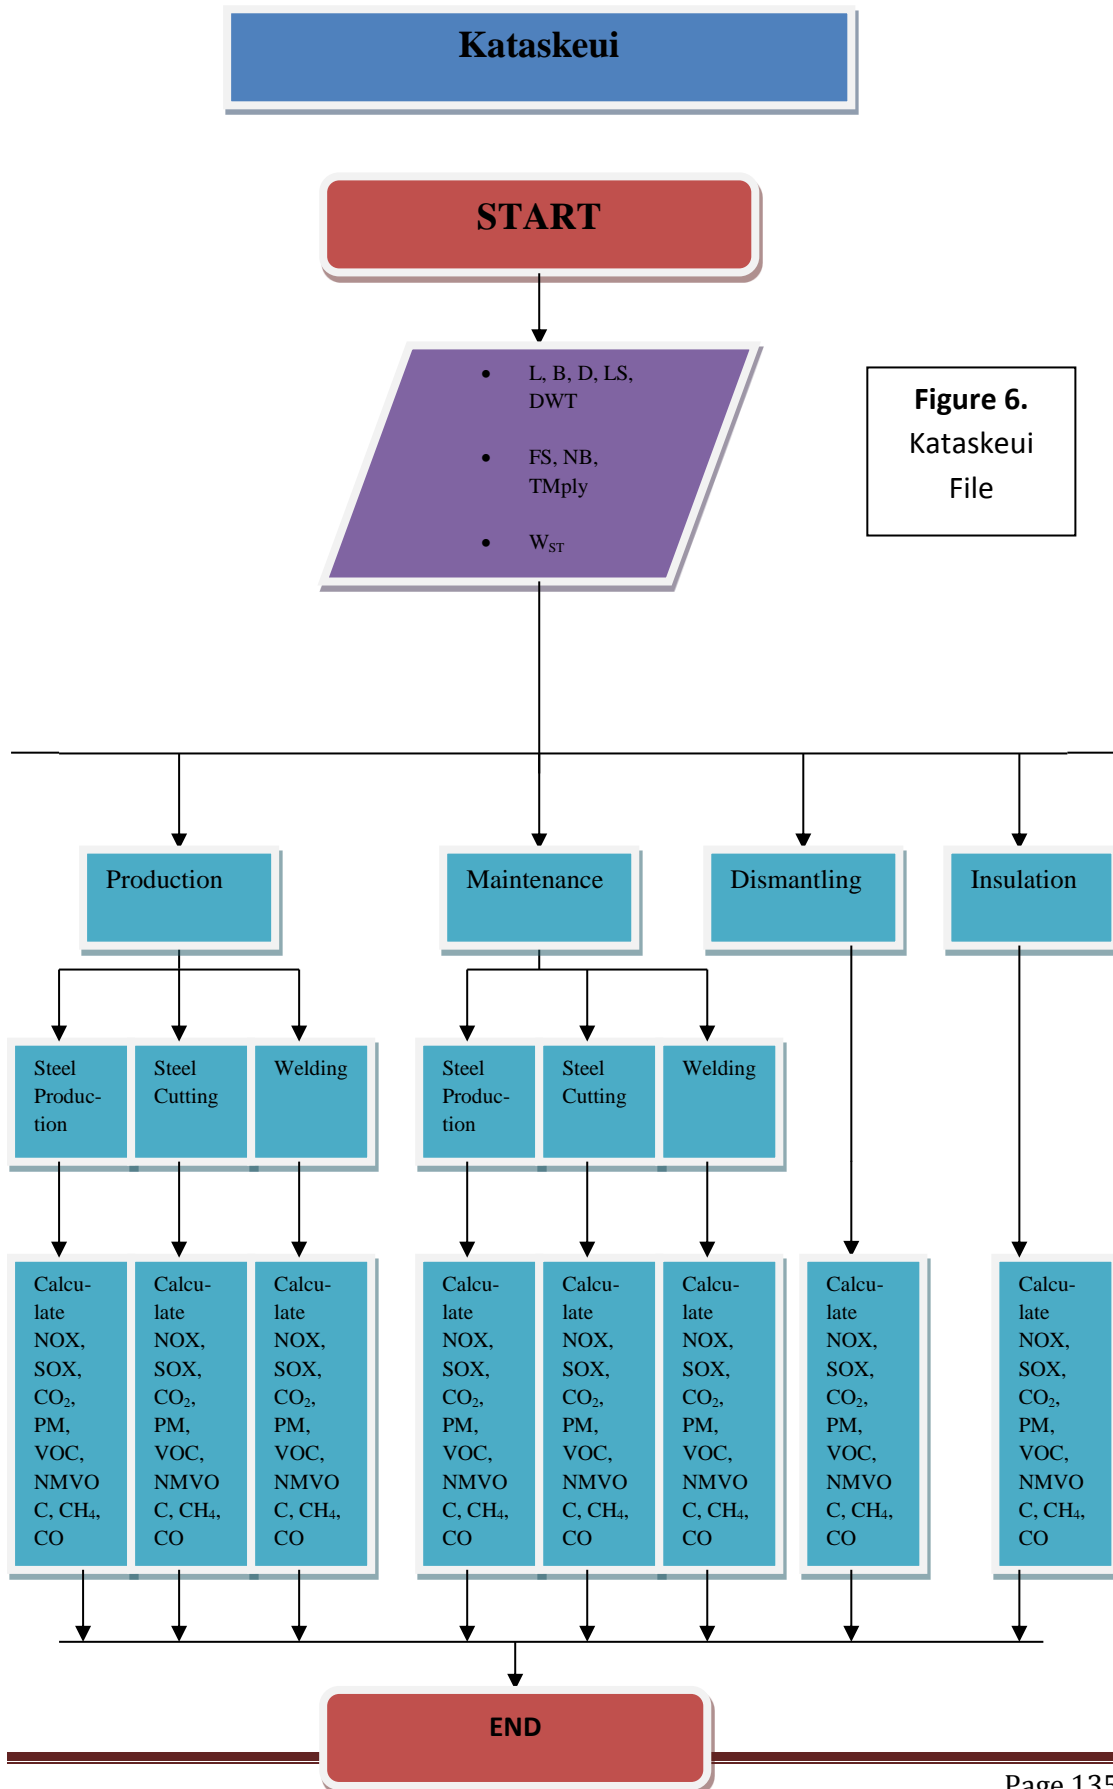 Kataskeui
START
• L, B, D, LS,
DWT
• FS, NB,
TMply
• W_ST
Figure 6.
Kataskeui
File
Production
Maintenance
Dismantling
Insulation
Steel
Produc-
tion
Steel
Cutting
Welding
Steel
Produc-
tion
Steel
Cutting
Welding
Calcu-
late
NOX,
SOX,
CO₂,
PM,
VOC,
NMVO
C, CH₄,
CO
Calcu-
late
NOX,
SOX,
CO₂,
PM,
VOC,
NMVO
C, CH₄,
CO
Calcu-
late
NOX,
SOX,
CO₂,
PM,
VOC,
NMVO
C, CH₄,
CO
Calcu-
late
NOX,
SOX,
CO₂,
PM,
VOC,
NMVO
C, CH₄,
CO
Calcu-
late
NOX,
SOX,
CO₂,
PM,
VOC,
NMVO
C, CH₄,
CO
Calcu-
late
NOX,
SOX,
CO₂,
PM,
VOC,
NMVO
C, CH₄,
CO
Calcu-
late
NOX,
SOX,
CO₂,
PM,
VOC,
NMVO
C, CH₄,
CO
Calcu-
late
NOX,
SOX,
CO₂,
PM,
VOC,
NMVO
C, CH₄,
CO
END
Page 135